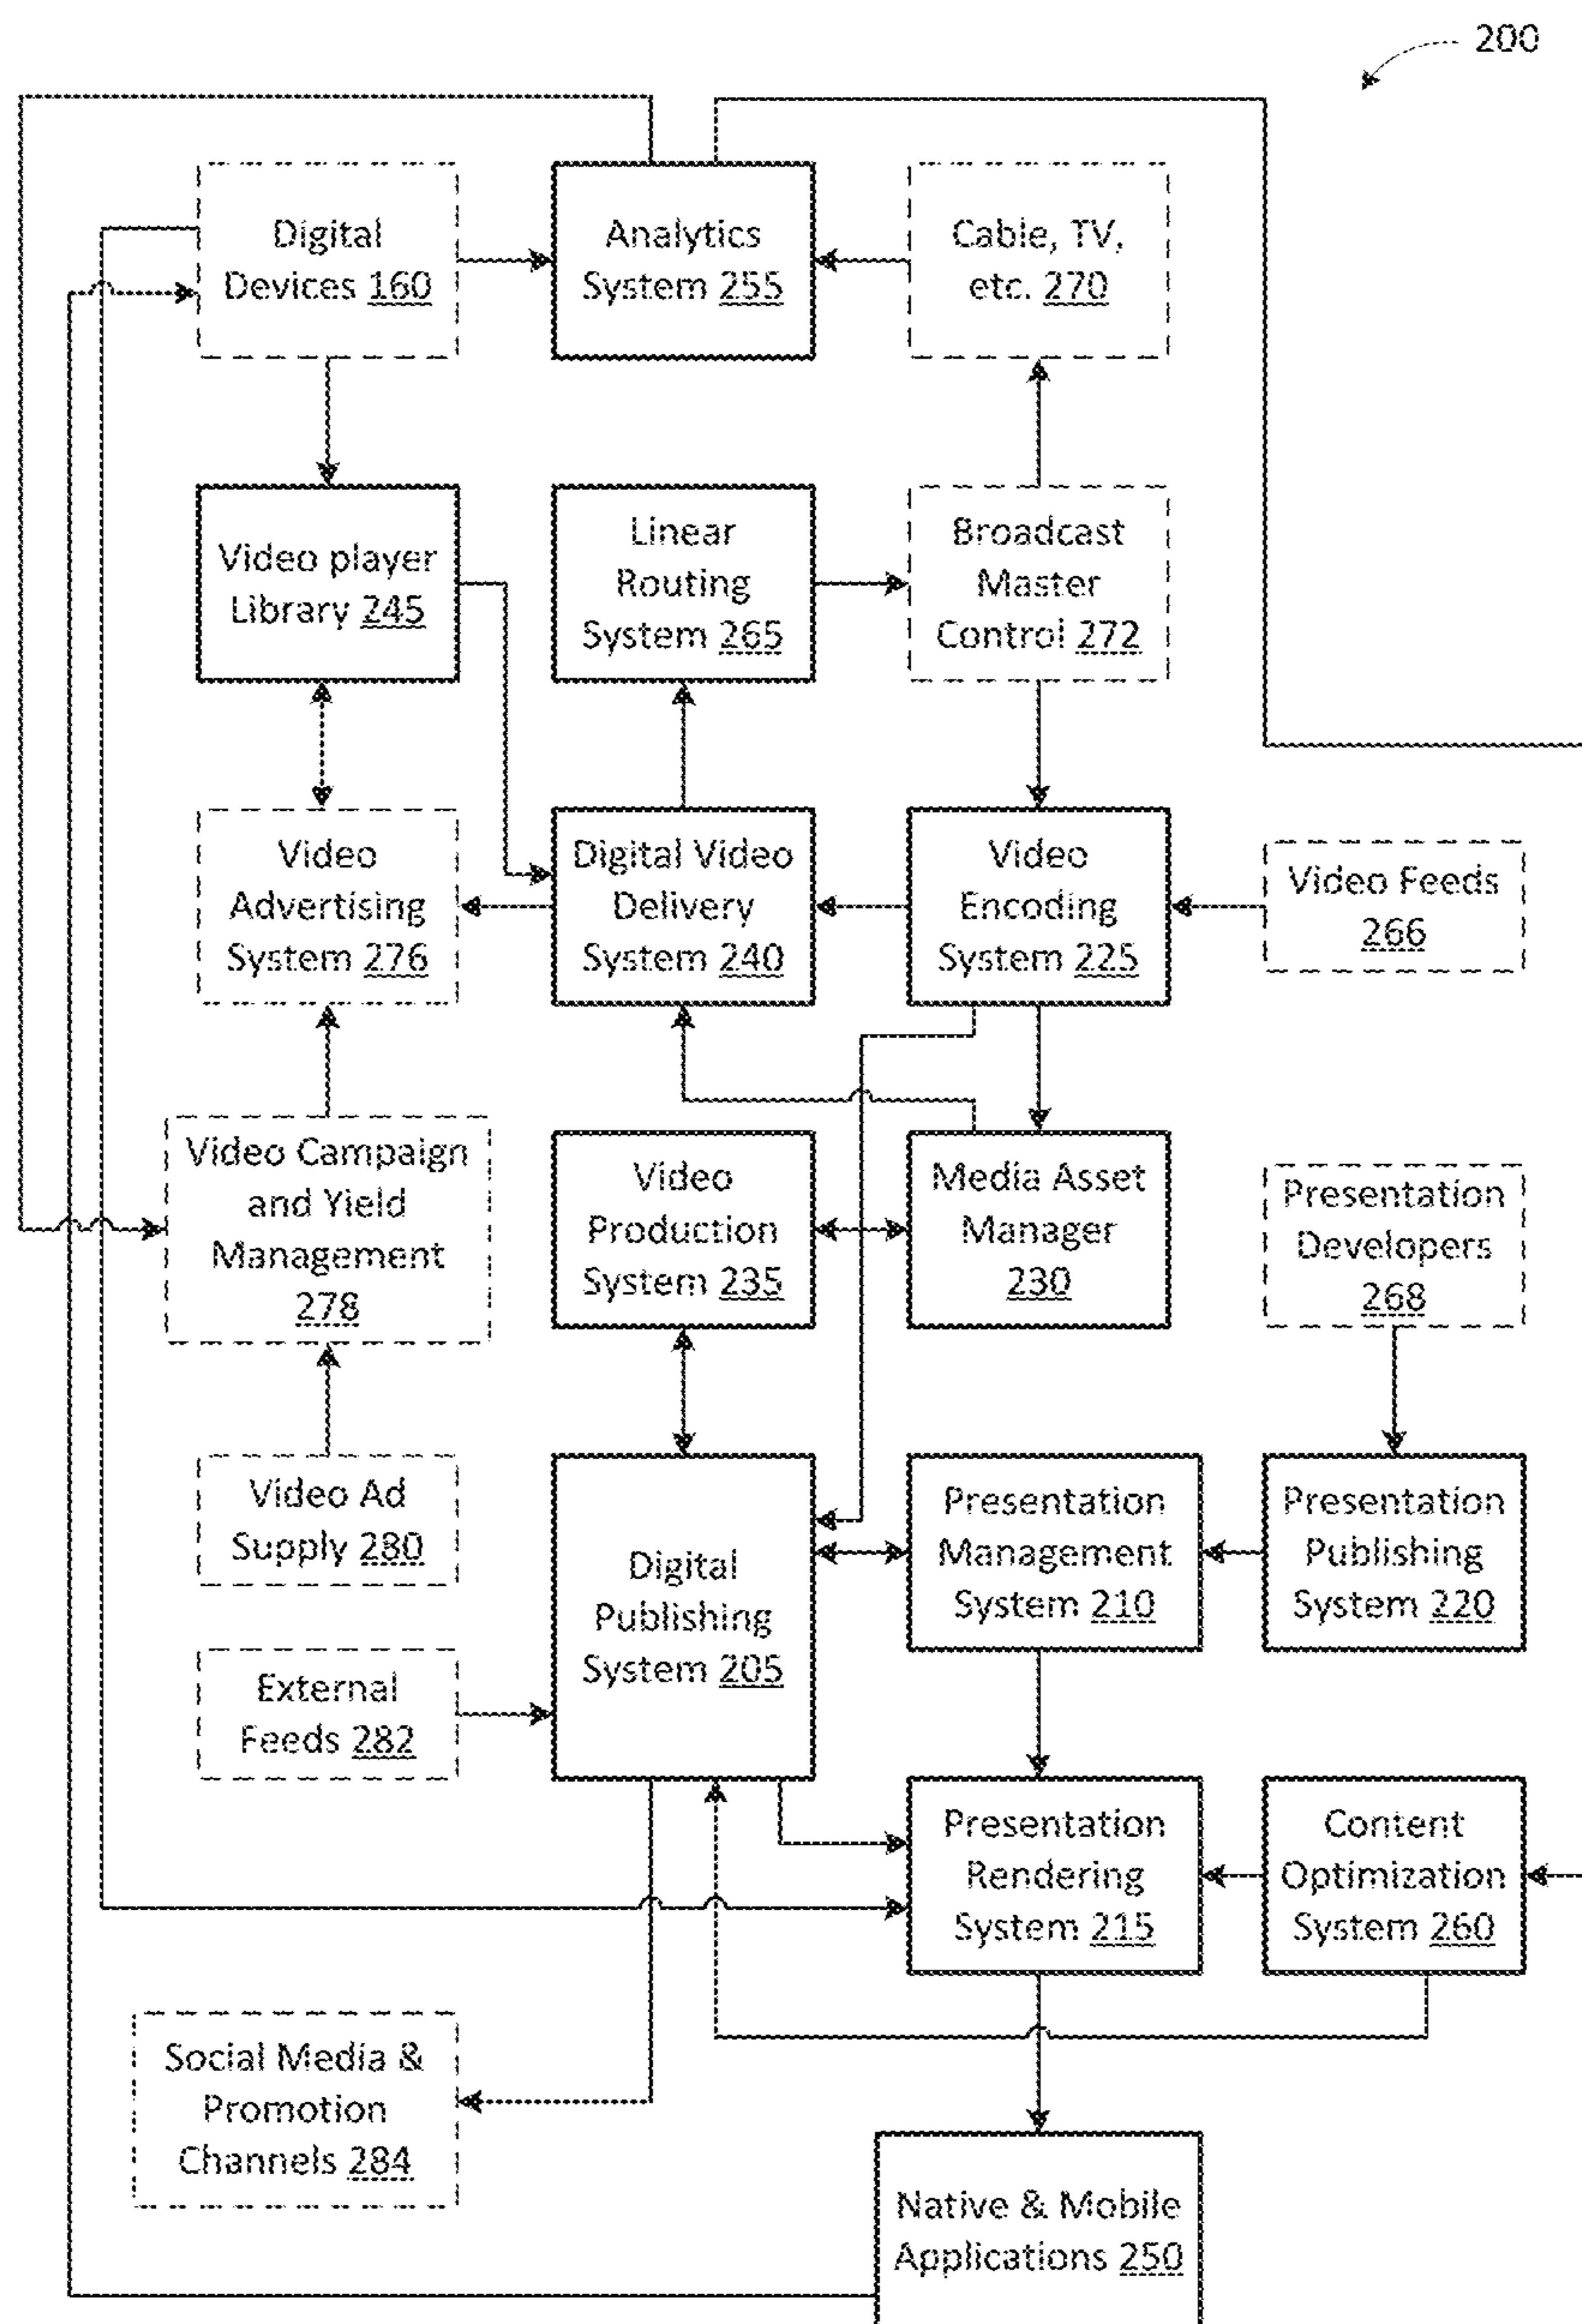 200
Digital
Devices 160
Analytics
System 255
Cable, TV,
etc. 270
Video player
Library 245
Linear
Routing
System 265
Broadcast
Master
Control 272
Video
Advertising
System 276
Digital Video
Delivery
System 240
Video
Encoding
System 225
Video Feeds
266
Video Campaign
and Yield
Management
278
Video
Production
System 235
Media Asset
Manager
230
Presentation
Developers
268
Video Ad
Supply 280
Digital
Publishing
System 205
Presentation
Management
System 210
Presentation
Publishing
System 220
External
Feeds 282
Presentation
Rendering
System 215
Content
Optimization
System 260
Social Media &
Promotion
Channels 284
Native & Mobile
Applications 250